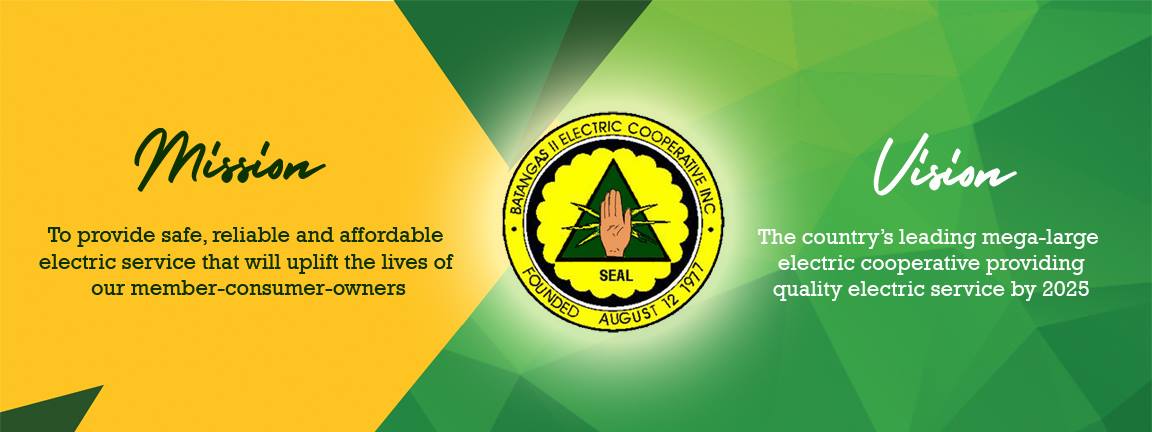 Mission
To provide safe, reliable and affordable
electric service that will uplift the lives of
our member-consumer-owners
BATANGAS II ELECTRIC COOPERATIVE INC
SEAL
FOUNDED AUGUST 12 1977
Vision
The country's leading mega-large
electric cooperative providing
quality electric service by 2025